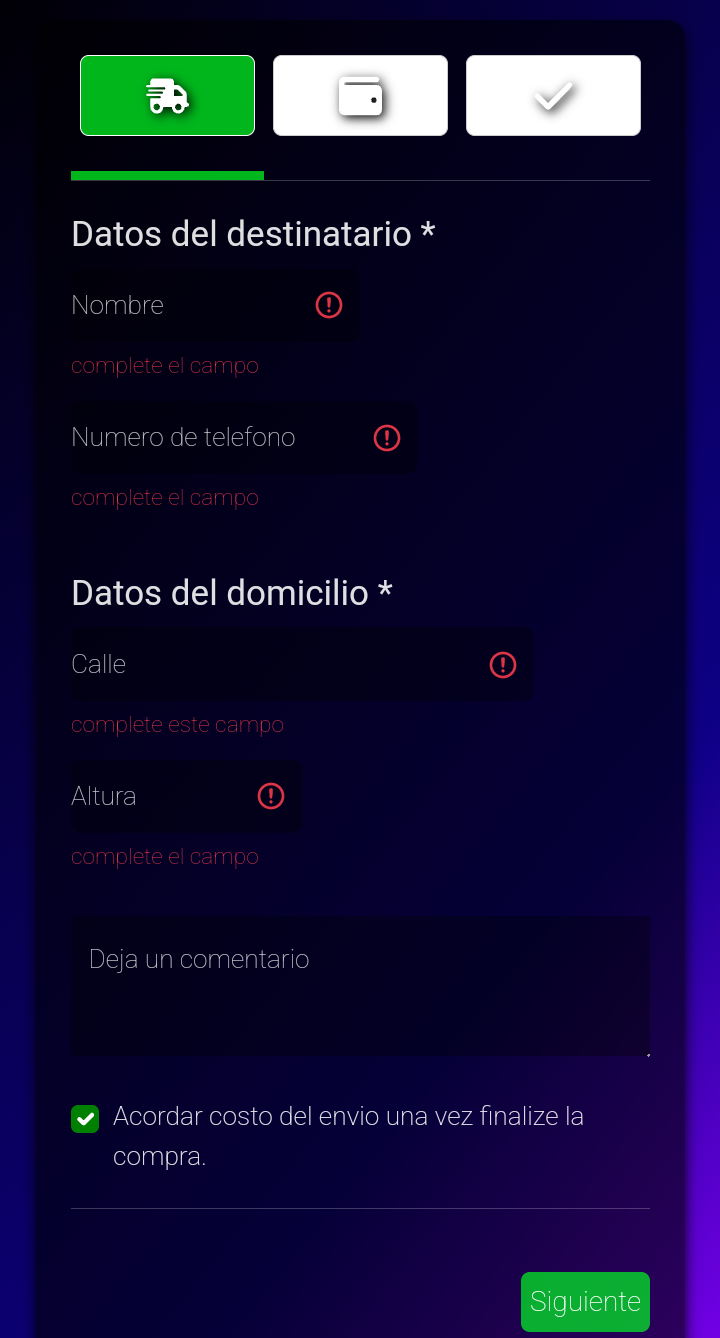 Datos del destinatario *
Nombre
complete el campo
Numero de telefono
complete el campo
Datos del domicilio *
Calle
complete este campo
Altura
complete el campo
Deja un comentario
Acordar costo del envio una vez finalize la
compra.
Siguiente